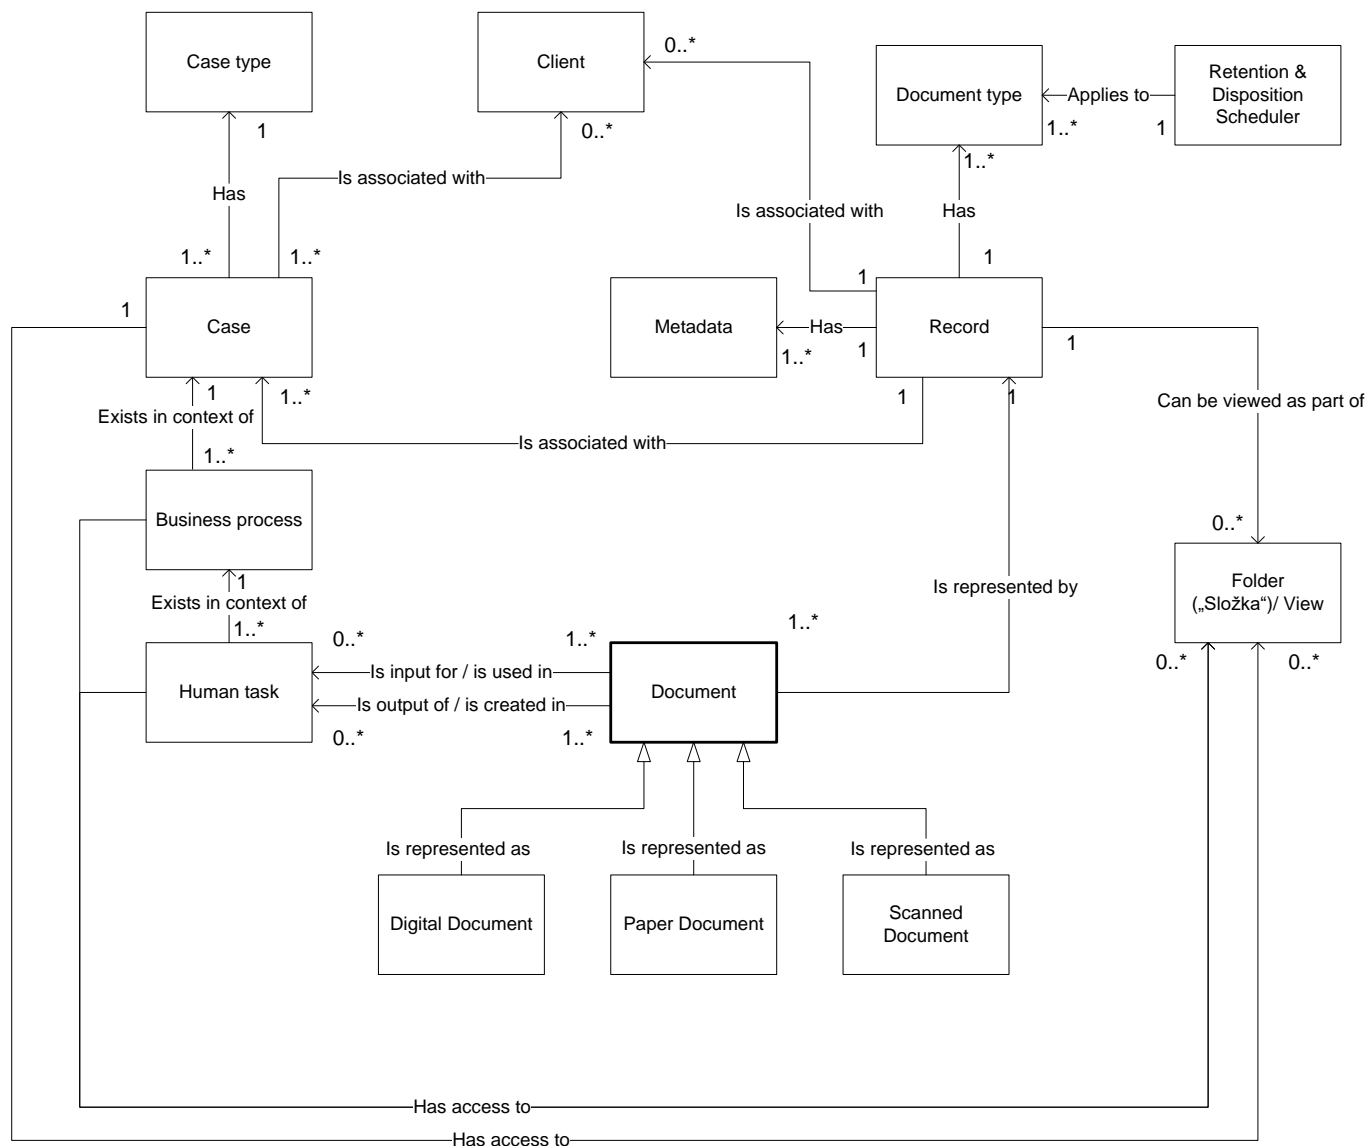 Case type
Client
0..*
Document type
Applies to
Retention &
Disposition
Scheduler
1
0..*
1..*
1
1..*
Has
Is associated with
Is associated with
Has
1..*
1..*
1
1
Case
1
Metadata
Has
1..*
1
Record
1
1
1..*
1
1
Exists in context of
Is associated with
Can be viewed as part of
1..*
Business process
0..*
Folder
(„Složka“)/ View
1
Exists in context of
Is represented by
1..*
0..*
1..*
1..*
Human task
Is input for / is used in
Document
0..*
0..*
Is output of / is created in
0..*
1..*
Is represented as
Is represented as
Is represented as
Digital Document
Paper Document
Scanned
Document
Has access to
Has access to